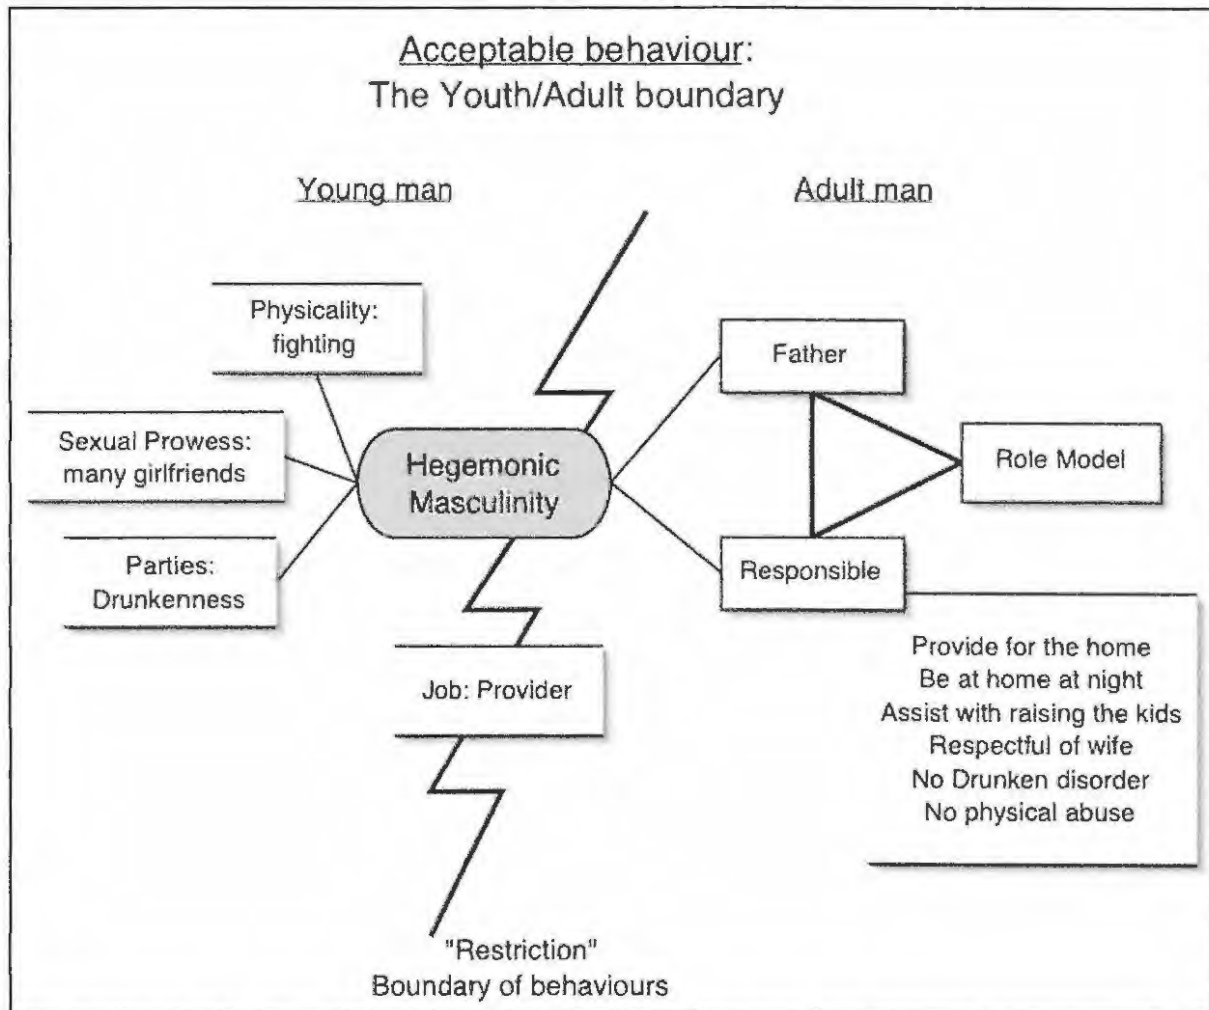 Acceptable behaviour:
The Youth/Adult boundary
Young man
Adult man
Physicality:
fighting
Sexual Prowess:
many girlfriends
Parties:
Drunkenness
Hegemonic
Masculinity
Job: Provider
Father
Role Model
Responsible
Provide for the home
Be at home at night
Assist with raising the kids
Respectful of wife
No Drunken disorder
No physical abuse
"Restriction"
Boundary of behaviours